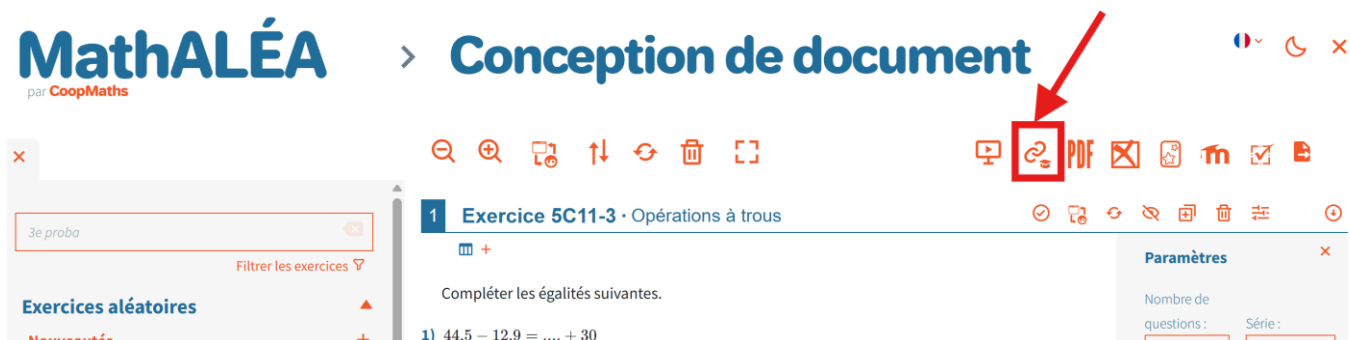 MathALÉA > Conception de document
par CoopMaths
PDF
3e proba
Filtrer les exercices
Exercices aléatoires
Nouveautés
1 Exercice 5C11-3 · Opérations à trous
Compléter les égalités suivantes.
1) 44,5 − 12,9 = .... + 30
Paramètres
Nombre de
questions : Série :